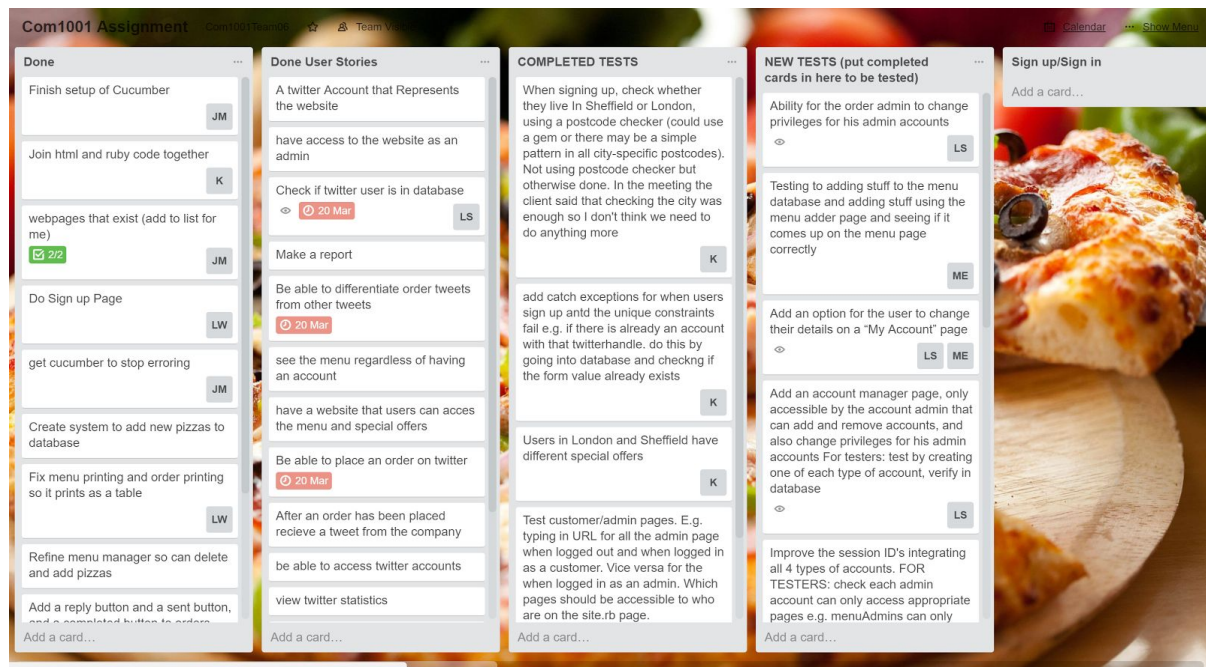 Com1001 Assignment Com1001Team06 Team
Calendar ... Show Menu
Done
Finish setup of Cucumber
JM
Join html and ruby code together
K
webpages that exist (add to list for
me)
2/2
JM
Do Sign up Page
LW
get cucumber to stop erroring
JM
Create system to add new pizzas to
database
Fix menu printing and order printing
so it prints as a table
LW
Refine menu manager so can delete
and add pizzas
Add a reply button and a sent button,
and a completed button to orders
Add a card…
Done User Stories
A twitter Account that Represents
the website
have access to the website as an
admin
Check if twitter user is in database
20 Mar
LS
Make a report
Be able to differentiate order tweets
from other tweets
20 Mar
see the menu regardless of having
an account
have a website that users can acces
the menu and special offers
Be able to place an order on twitter
20 Mar
After an order has been placed
recieve a tweet from the company
be able to access twitter accounts
view twitter statistics
Add a card…
COMPLETED TESTS
When signing up, check whether
they live In Sheffield or London,
using a postcode checker (could use
a gem or there may be a simple
pattern in all city-specific postcodes).
Not using postcode checker but
otherwise done. In the meeting the
client said that checking the city was
enough so I don't think we need to
do anything more
K
add catch exceptions for when users
sign up antd the unique constraints
fail e.g. if there is already an account
with that twitterhandle. do this by
going into database and checkng if
the form value already exists
K
Users in London and Sheffield have
different special offers
K
Test customer/admin pages. E.g.
typing in URL for all the admin page
when logged out and when logged in
as a customer. Vice versa for the
when logged in as an admin. Which
pages should be accessible to who
are on the site.rb page.
Add a card…
NEW TESTS (put completed
cards in here to be tested)
Ability for the order admin to change
privileges for his admin accounts
LS
Testing to adding stuff to the menu
database and adding stuff using the
menu adder page and seeing if it
comes up on the menu page
correctly
ME
Add an option for the user to change
their details on a “My Account” page
LS ME
Add an account manager page, only
accessible by the account admin that
can add and remove accounts, and
also change privileges for his admin
accounts For testers: test by creating
one of each type of account, verify in
database
LS
Improve the session ID's integrating
all 4 types of accounts. FOR
TESTERS: check each admin
account can only access appropriate
pages e.g. menuAdmins can only
Add a card…
Sign up/Sign in
Add a card…